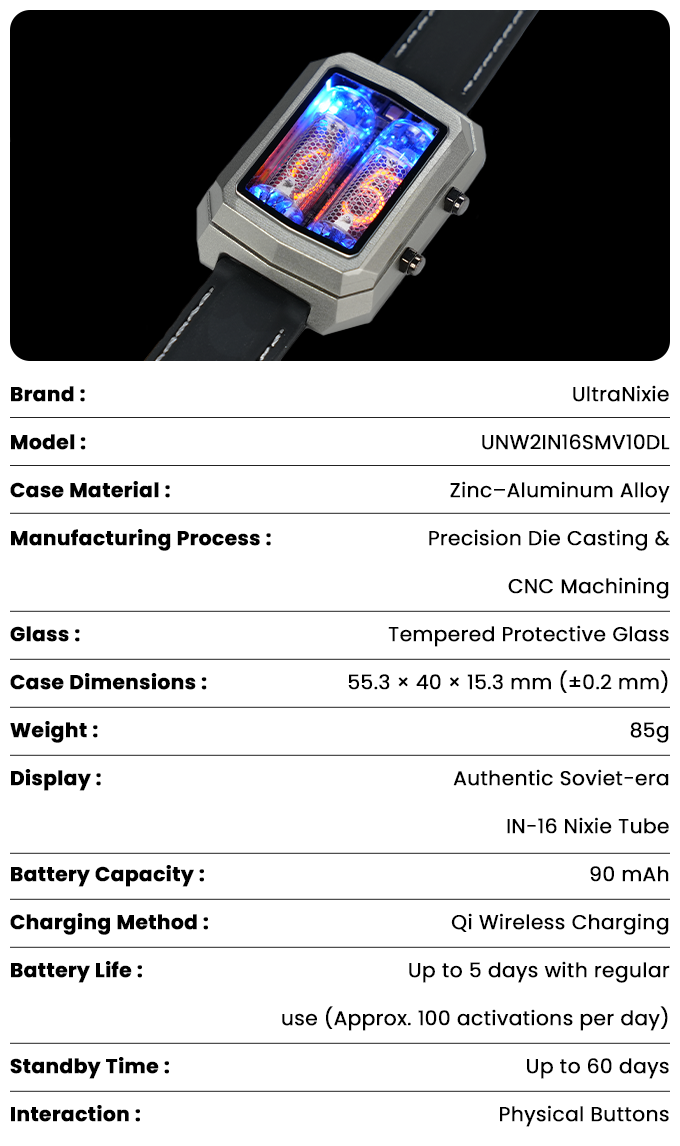 Brand : UltraNixie
Model : UNW2IN16SMV10DL
Case Material : Zinc–Aluminum Alloy
Manufacturing Process : Precision Die Casting &
CNC Machining
Glass : Tempered Protective Glass
Case Dimensions : 55.3 × 40 × 15.3 mm (±0.2 mm)
Weight : 85g
Display : Authentic Soviet-era
IN-16 Nixie Tube
Battery Capacity : 90 mAh
Charging Method : Qi Wireless Charging
Battery Life : Up to 5 days with regular
use (Approx. 100 activations per day)
Standby Time : Up to 60 days
Interaction : Physical Buttons